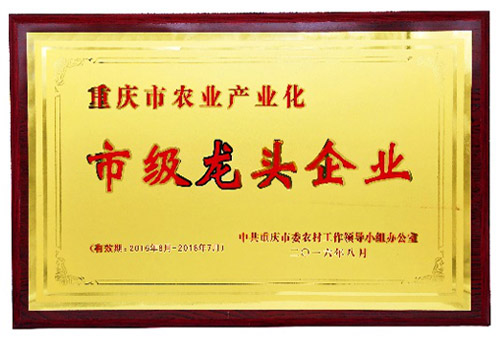 重庆市农业产业化
市级龙头企业
中共重庆市委农村工作领导小组办公室
(有效期：2016年8月-2018年7月)
二〇一六年八月